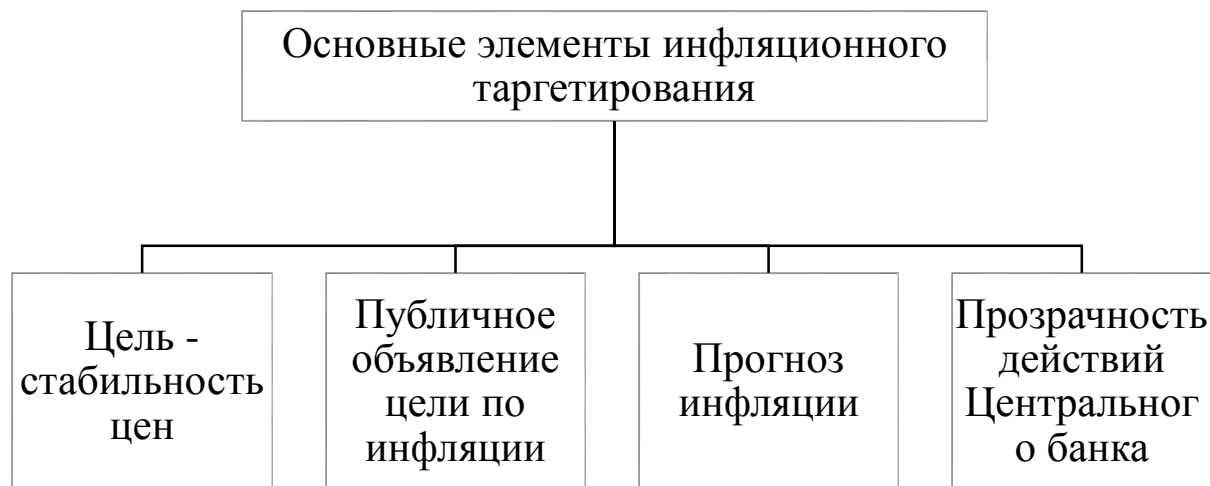 Основные элементы инфляционного
таргетирования
Цель -
стабильность
цен
Публичное
объявление
цели по
инфляции
Прогноз
инфляции
Прозрачность
действий
Центральног
о банка